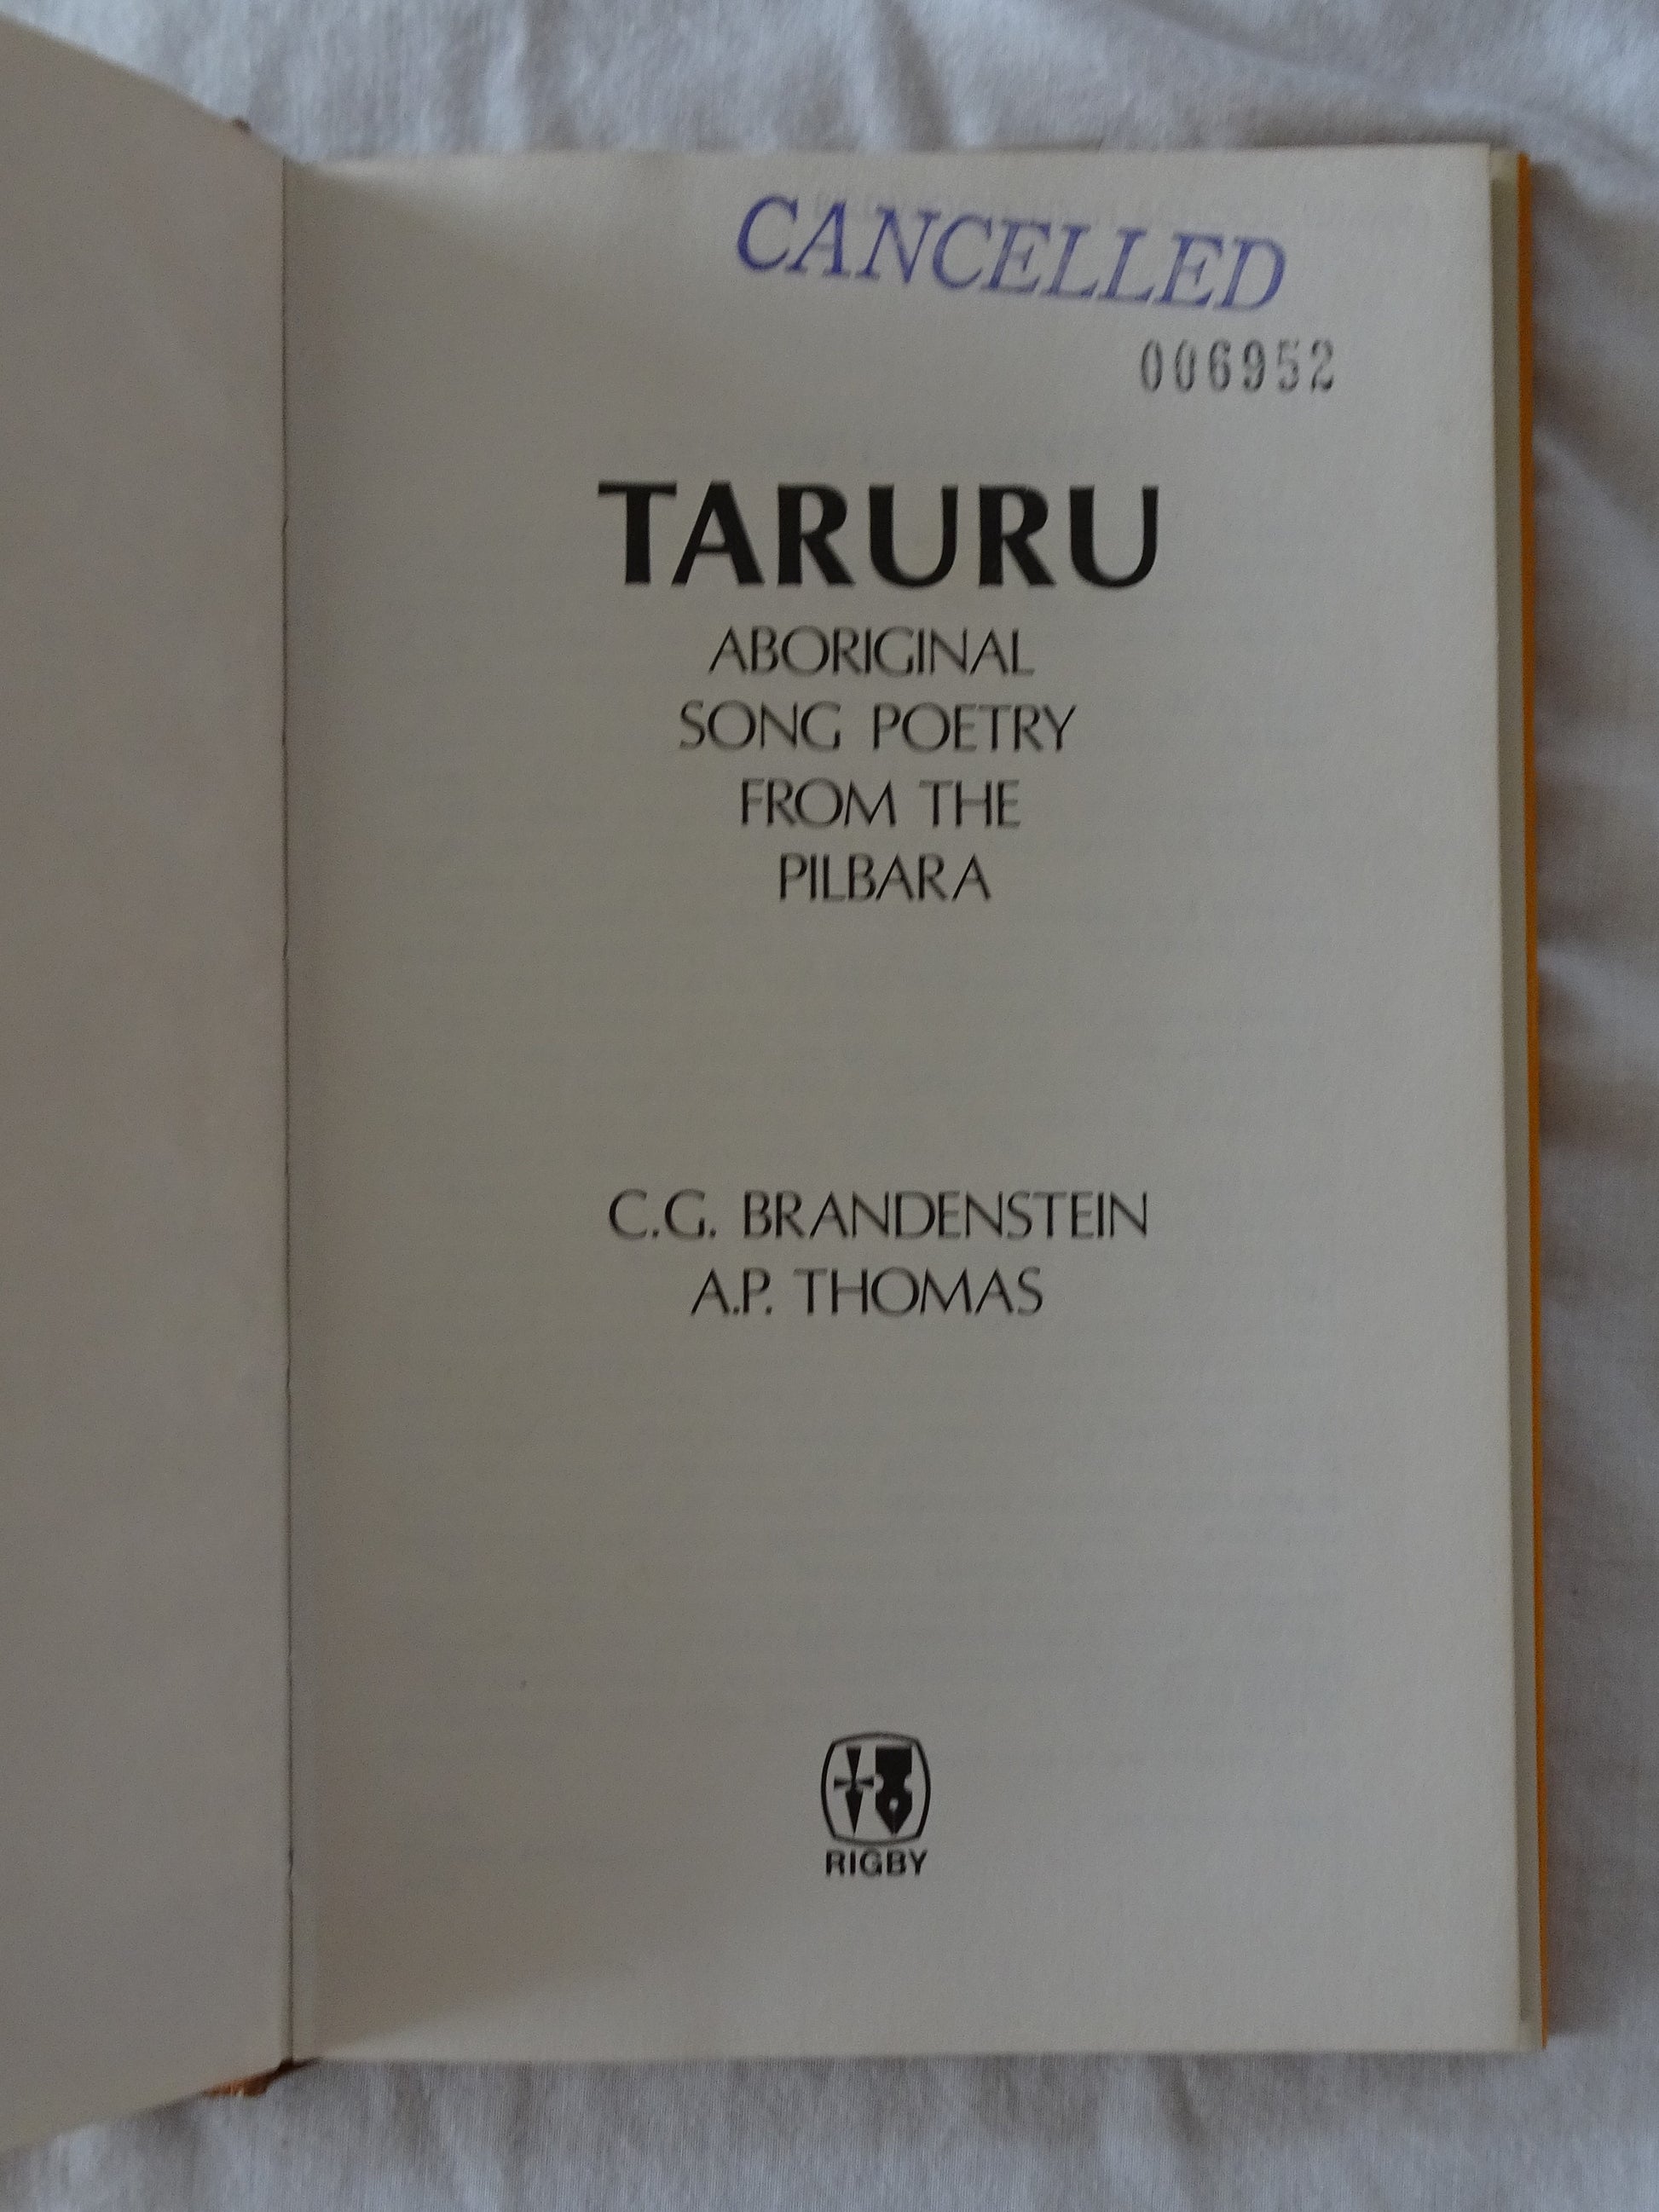 CANCELLED
006952
TARURU
ABORIGINAL
SONG POETRY
FROM THE
PILBARA
C.G. BRANDENSTEIN
A.P. THOMAS
RIGBY